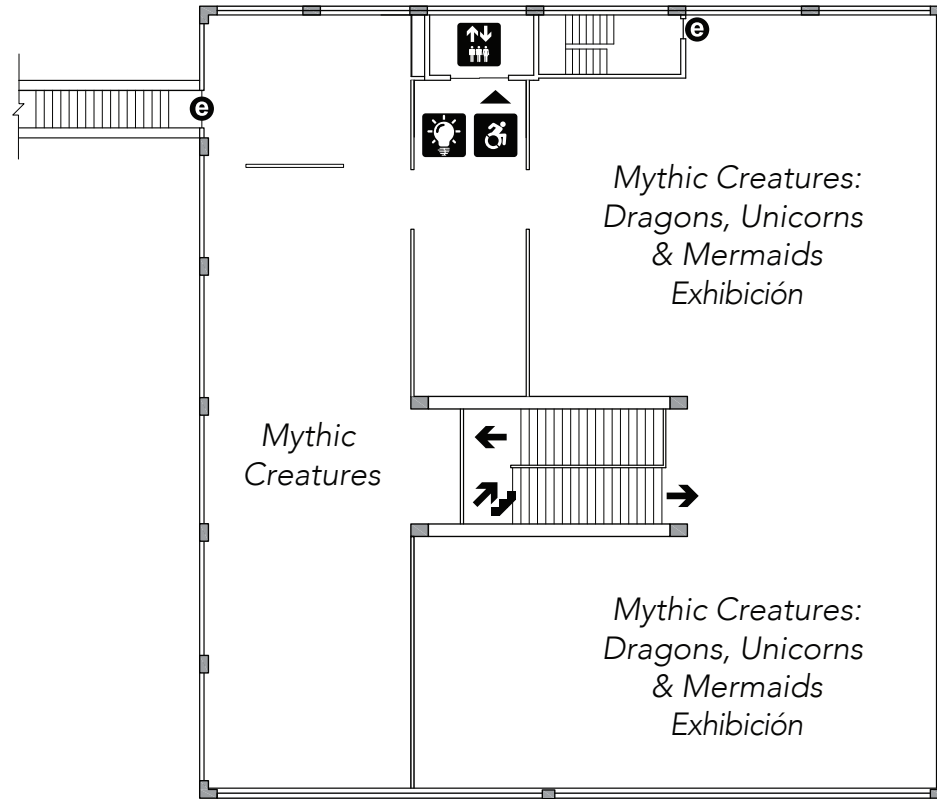 e
e
Mythic Creatures:
Dragons, Unicorns
& Mermaids
Exhibición
Mythic
Creatures
Mythic Creatures:
Dragons, Unicorns
& Mermaids
Exhibición